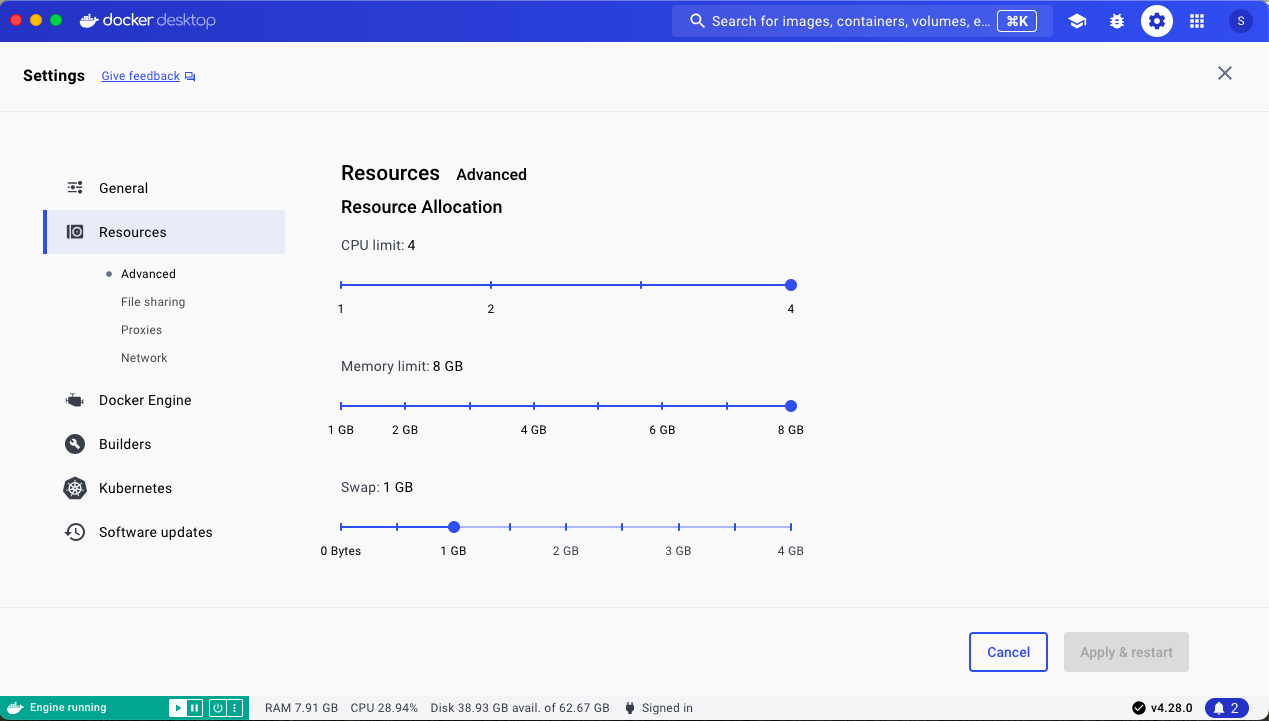 docker desktop
Search for images, containers, volumes, e... ⌘K
S
Settings Give feedback
General
Resources
Advanced
File sharing
Proxies
Network
Docker Engine
Builders
Kubernetes
Software updates
Resources Advanced
Resource Allocation
CPU limit: 4
1 2 4
Memory limit: 8 GB
1 GB 2 GB 4 GB 6 GB 8 GB
Swap: 1 GB
0 Bytes 1 GB 2 GB 3 GB 4 GB
Cancel Apply & restart
Engine running RAM 7.91 GB CPU 28.94% Disk 38.93 GB avail. of 62.67 GB Signed in v4.28.0 2